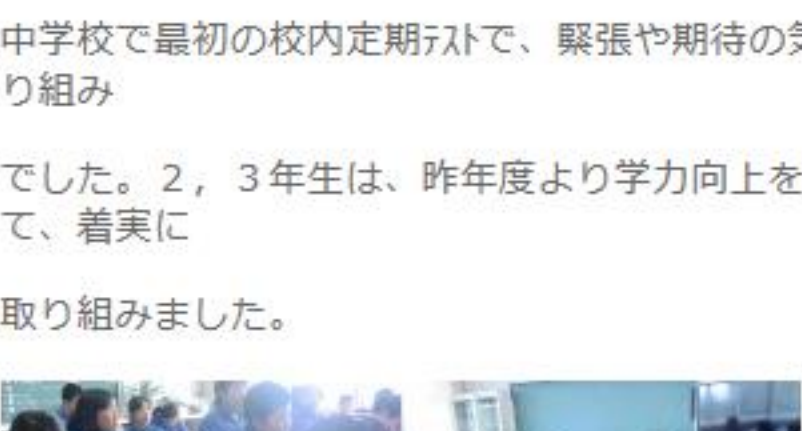 中学校で最初の校内定期ﾃｽﾄで、緊張や期待の
り組み
でした。２，３年生は、昨年度より学力向上を
て、着実に
取り組みました。